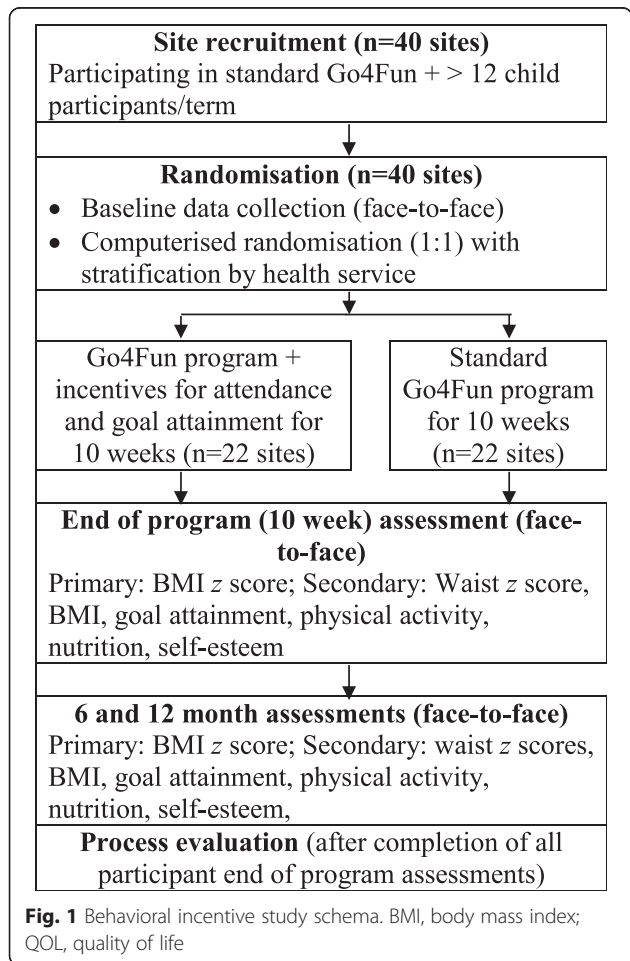 Site recruitment (n=40 sites)
Participating in standard Go4Fun + > 12 child
participants/term
Randomisation (n=40 sites)
• Baseline data collection (face-to-face)
• Computerised randomisation (1:1) with
stratification by health service
Go4Fun program +
incentives for attendance
and goal attainment for
10 weeks (n=22 sites)
Standard
Go4Fun program
for 10 weeks
(n=22 sites)
End of program (10 week) assessment (face-
to-face)
Primary: BMI z score; Secondary: Waist z score,
BMI, goal attainment, physical activity,
nutrition, self-esteem
6 and 12 month assessments (face-to-face)
Primary: BMI z score; Secondary: waist z scores,
BMI, goal attainment, physical activity,
nutrition, self-esteem,
Process evaluation (after completion of all
participant end of program assessments)
Fig. 1 Behavioral incentive study schema. BMI, body mass index;
QOL, quality of life